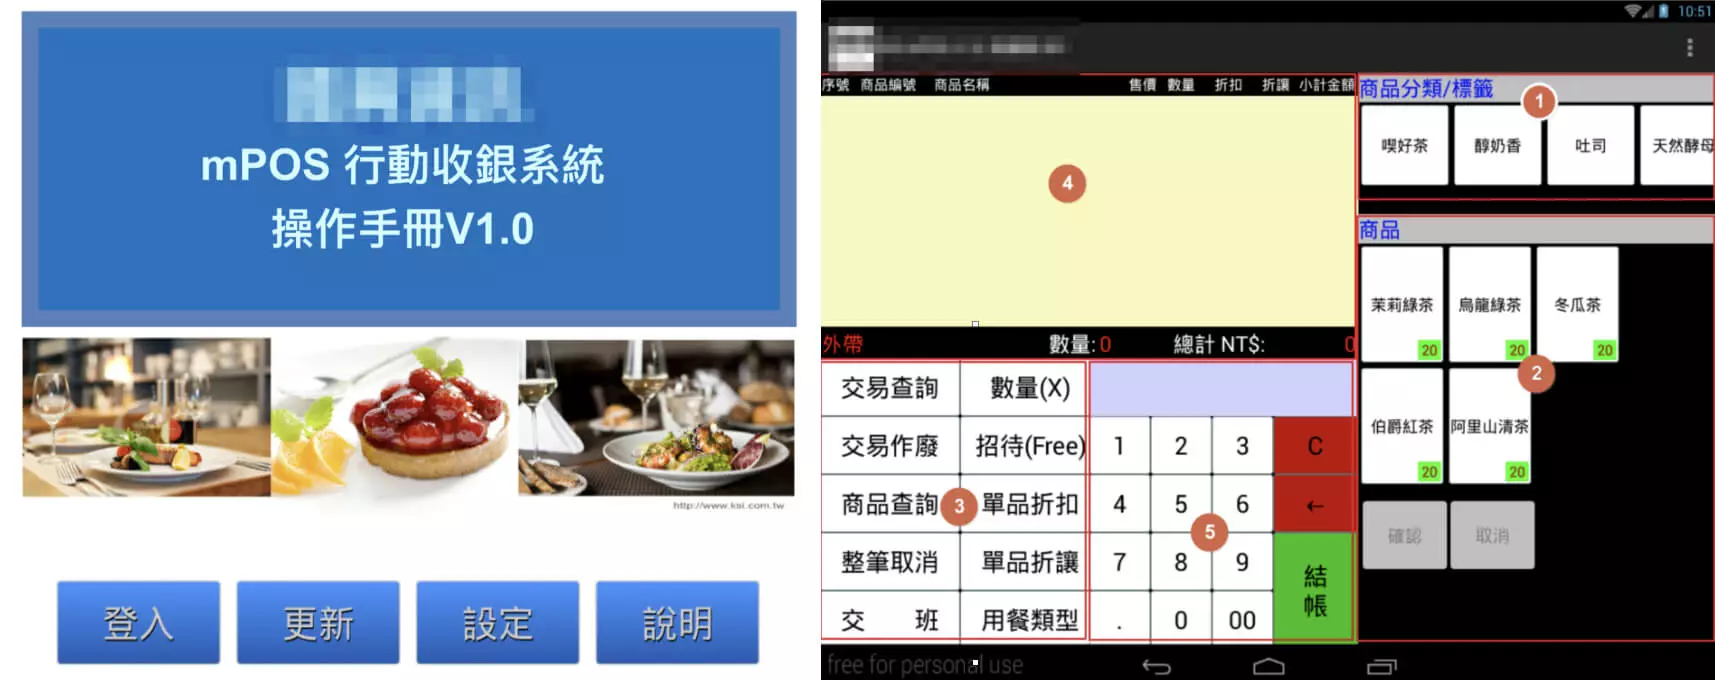 mPOS 行動收銀系統
操作手冊V1.0
http://www.ksi.com.tw
登入
更新
設定
說明
10:51
序號 商品編號 商品名稱 售價 數量 折扣 折讓 小計金額
4
外帶 數量:0 總計 NT$: 0
交易查詢 數量(X)
交易作廢 招待(Free) 1 2 3 C
商品查詢 3 單品折扣 4 5 6 ←
5
整筆取消 單品折讓 7 8 9 結帳
交 班 用餐類型 . 0 00
free for personal use
商品分類/標籤
1
喫好茶 醇奶香 吐司 天然酵母
商品
茉莉綠茶 烏龍綠茶 冬瓜茶
20 20 20
2
伯爵紅茶 阿里山清茶
20 20
確認 取消